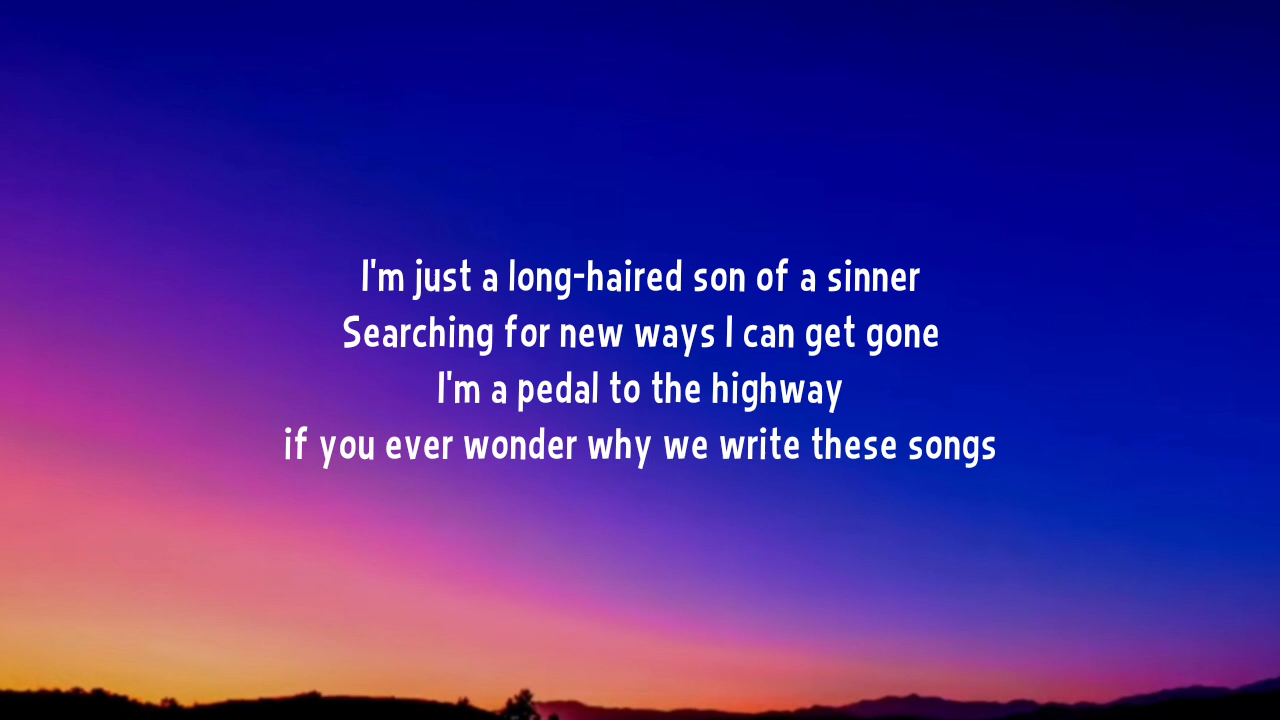 I'm just a long-haired son of a sinner
Searching for new ways I can get gone
I'm a pedal to the highway
if you ever wonder why we write these songs